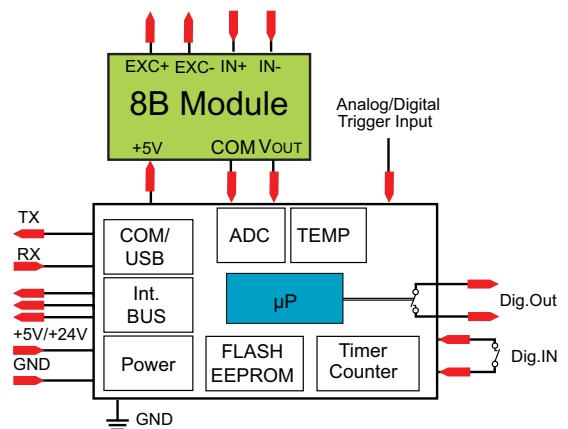 EXC+ EXC- IN+ IN-
8B Module
+5V COM VOUT
Analog/Digital
Trigger Input
TX
RX
+5V/+24V
GND
COM/
USB
ADC
TEMP
Int.
BUS
µP
Power
FLASH
EEPROM
Timer
Counter
Dig.Out
Dig.IN
GND